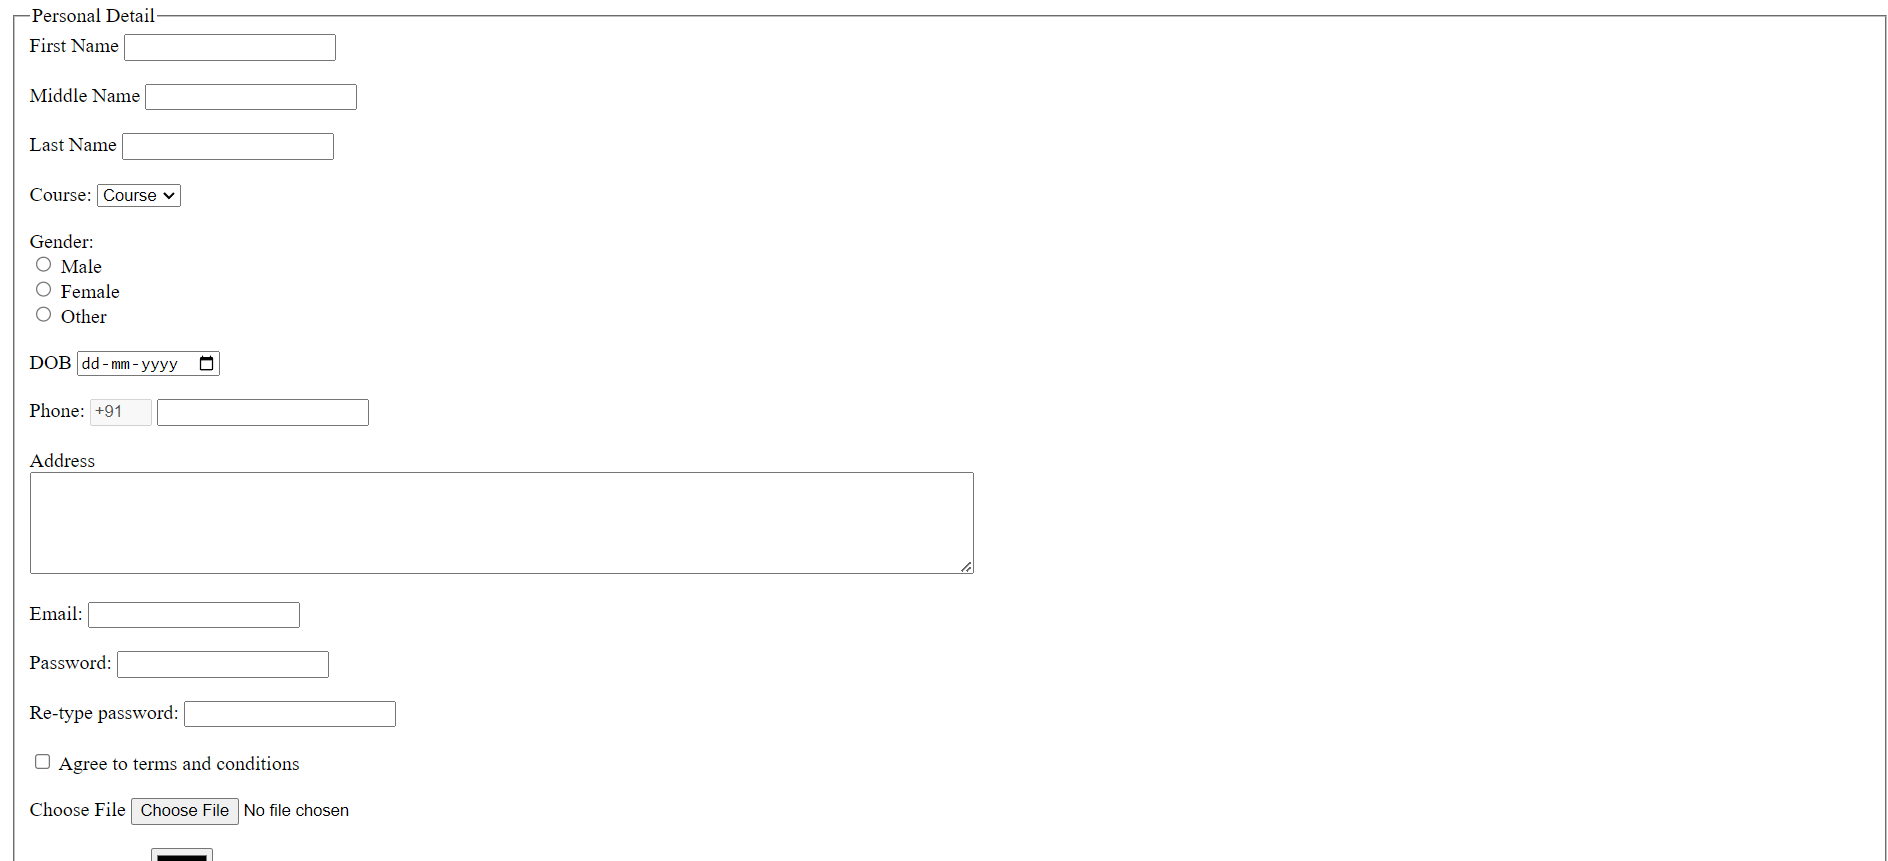 Personal Detail
First Name
Middle Name
Last Name
Course: Course
Gender:
Male
Female
Other
DOB dd-mm-yyyy
Phone: +91
Address
Email:
Password:
Re-type password:
Agree to terms and conditions
Choose File Choose File No file chosen